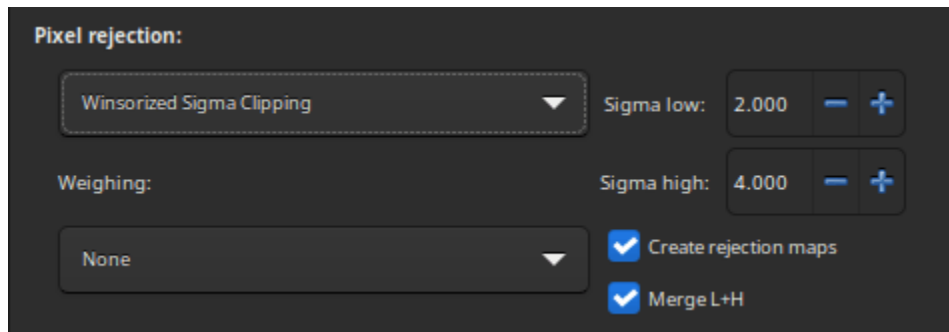 Pixel rejection:
Winsorized Sigma Clipping
Sigma low: 2.000
Weighing:
Sigma high: 4.000
None
Create rejection maps
Merge L+H